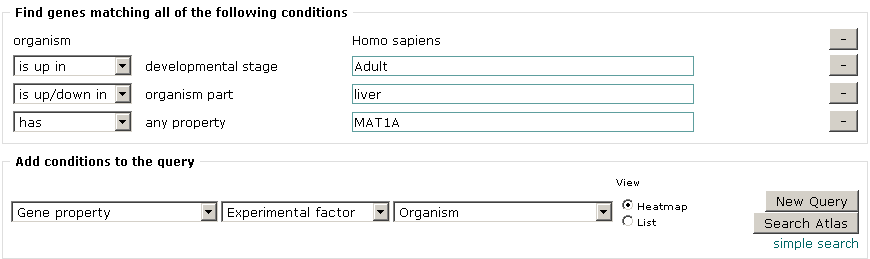 Find genes matching all of the following conditions
organism Homo sapiens -
is up in developmental stage Adult -
is up/down in organism part liver -
has any property MAT1A -
Add conditions to the query
View
Gene property Experimental factor Organism Heatmap New Query
List Search Atlas
simple search